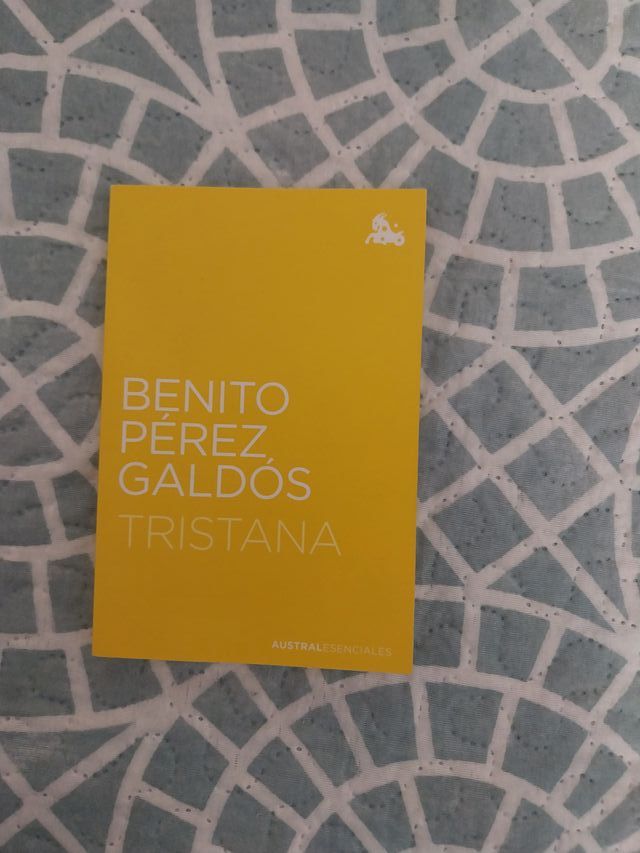 BENITO
PÉREZ
GALDÓS
TRISTANA
AUSTRALESENCIALES